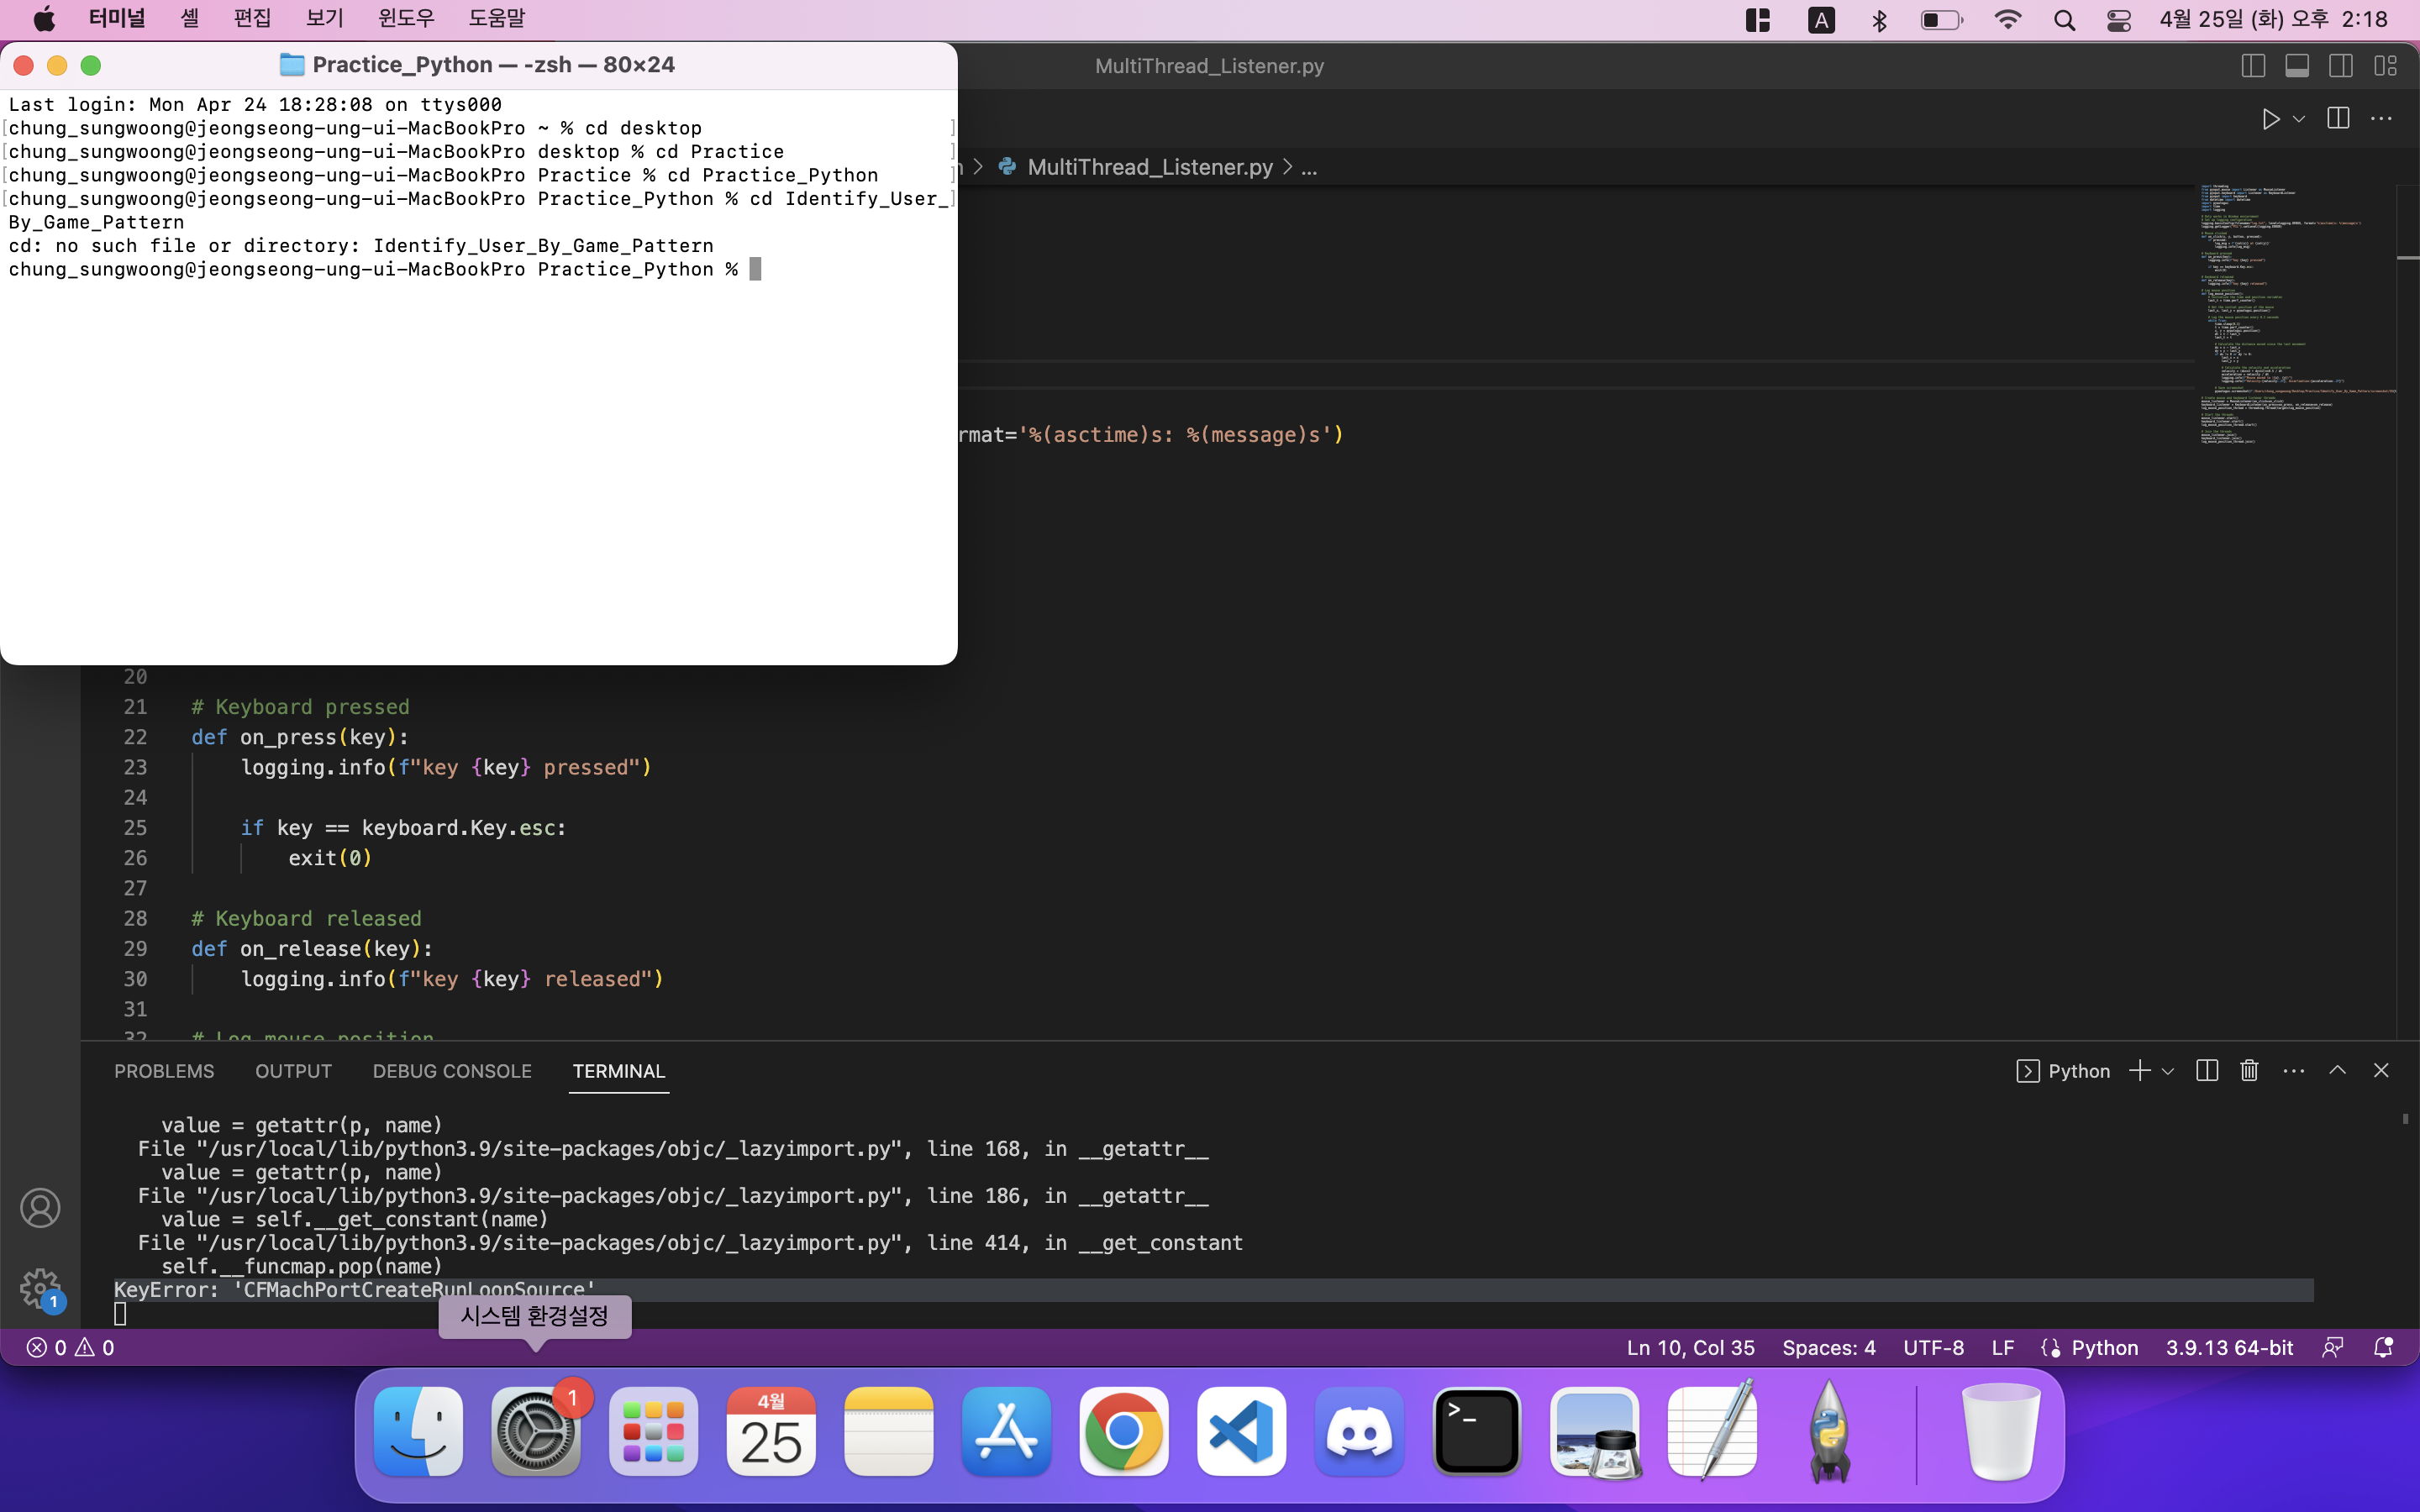 터미널 셸 편집 보기 윈도우 도움말
A 4월 25일 (화) 오후 2:18
Practice_Python — -zsh — 80×24
MultiThread_Listener.py
Last login: Mon Apr 24 18:28:08 on ttys000
[chung_sungwoong@jeongseong-ung-ui-MacBookPro ~ % cd desktop ]
[chung_sungwoong@jeongseong-ung-ui-MacBookPro desktop % cd Practice ]
[chung_sungwoong@jeongseong-ung-ui-MacBookPro Practice % cd Practice_Python ]
[chung_sungwoong@jeongseong-ung-ui-MacBookPro Practice_Python % cd Identify_User_]
By_Game_Pattern
cd: no such file or directory: Identify_User_By_Game_Pattern
chung_sungwoong@jeongseong-ung-ui-MacBookPro Practice_Python %
> MultiThread_Listener.py > ...
rmat='%(asctime)s: %(message)s')
20
21 # Keyboard pressed
22 def on_press(key):
23 logging.info(f"key {key} pressed")
24
25 if key == keyboard.Key.esc:
26 exit(0)
27
28 # Keyboard released
29 def on_release(key):
30 logging.info(f"key {key} released")
31
32 # Log mouse position
PROBLEMS OUTPUT DEBUG CONSOLE TERMINAL
Python
value = getattr(p, name)
File "/usr/local/lib/python3.9/site-packages/objc/_lazyimport.py", line 168, in __getattr__
value = getattr(p, name)
File "/usr/local/lib/python3.9/site-packages/objc/_lazyimport.py", line 186, in __getattr__
value = self.__get_constant(name)
File "/usr/local/lib/python3.9/site-packages/objc/_lazyimport.py", line 414, in __get_constant
self.__funcmap.pop(name)
KeyError: 'CFMachPortCreateRunLoopSource'
1
시스템 환경설정
0 0
Ln 10, Col 35 Spaces: 4 UTF-8 LF Python 3.9.13 64-bit
1
4월
25
>_